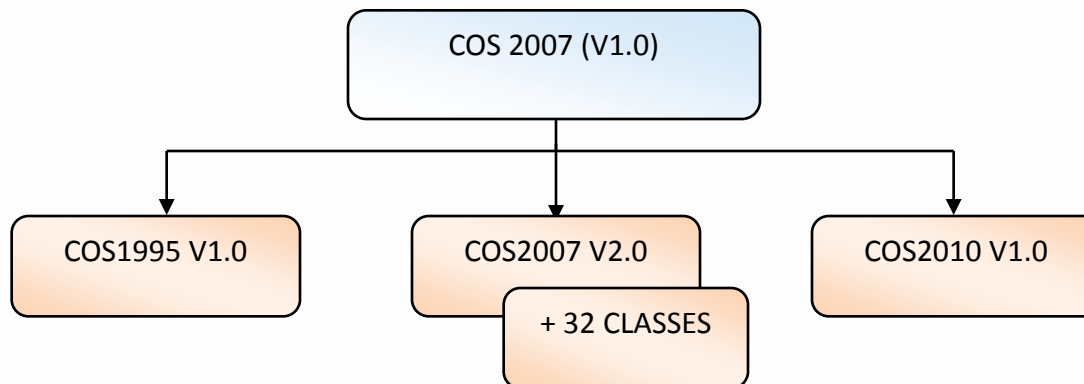 COS 2007 (V1.0)
COS1995 V1.0
COS2007 V2.0
COS2010 V1.0
+ 32 CLASSES